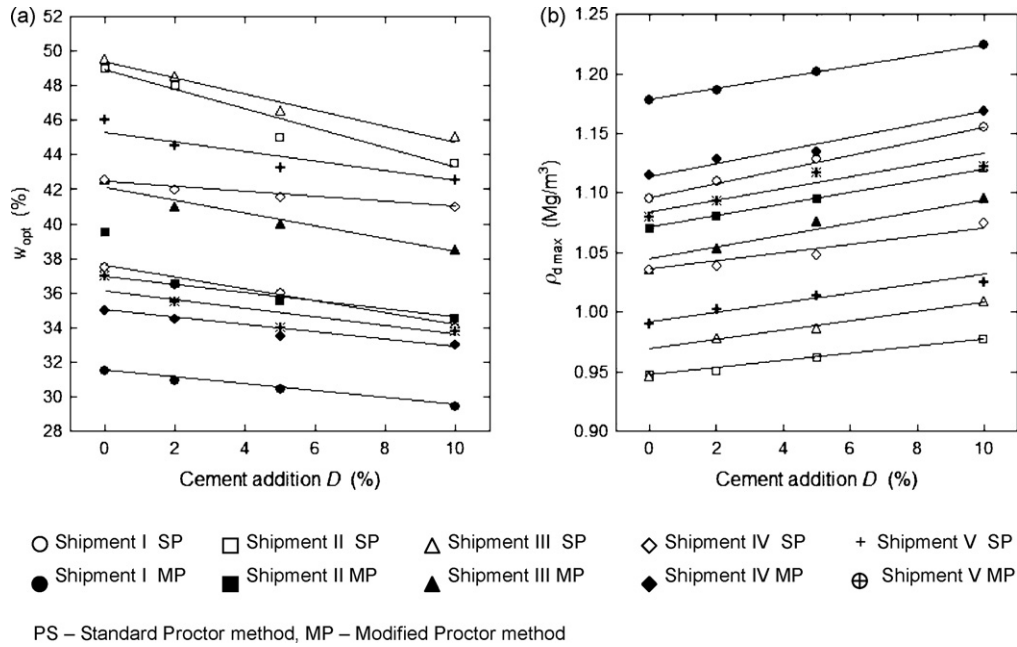 (a)
50
48
46
44
42
40
38
36
34
32
30
28
wopt (%)
0 2 4 6 8 10
Cement addition D (%)
(b)
1.25
1.20
1.15
1.10
1.05
1.00
0.95
0.90
ρd max (Mg/m³)
0 2 4 6 8 10
Cement addition D (%)
Shipment I SP Shipment II SP Shipment III SP Shipment IV SP Shipment V SP
Shipment I MP Shipment II MP Shipment III MP Shipment IV MP Shipment V MP
PS – Standard Proctor method, MP – Modified Proctor method